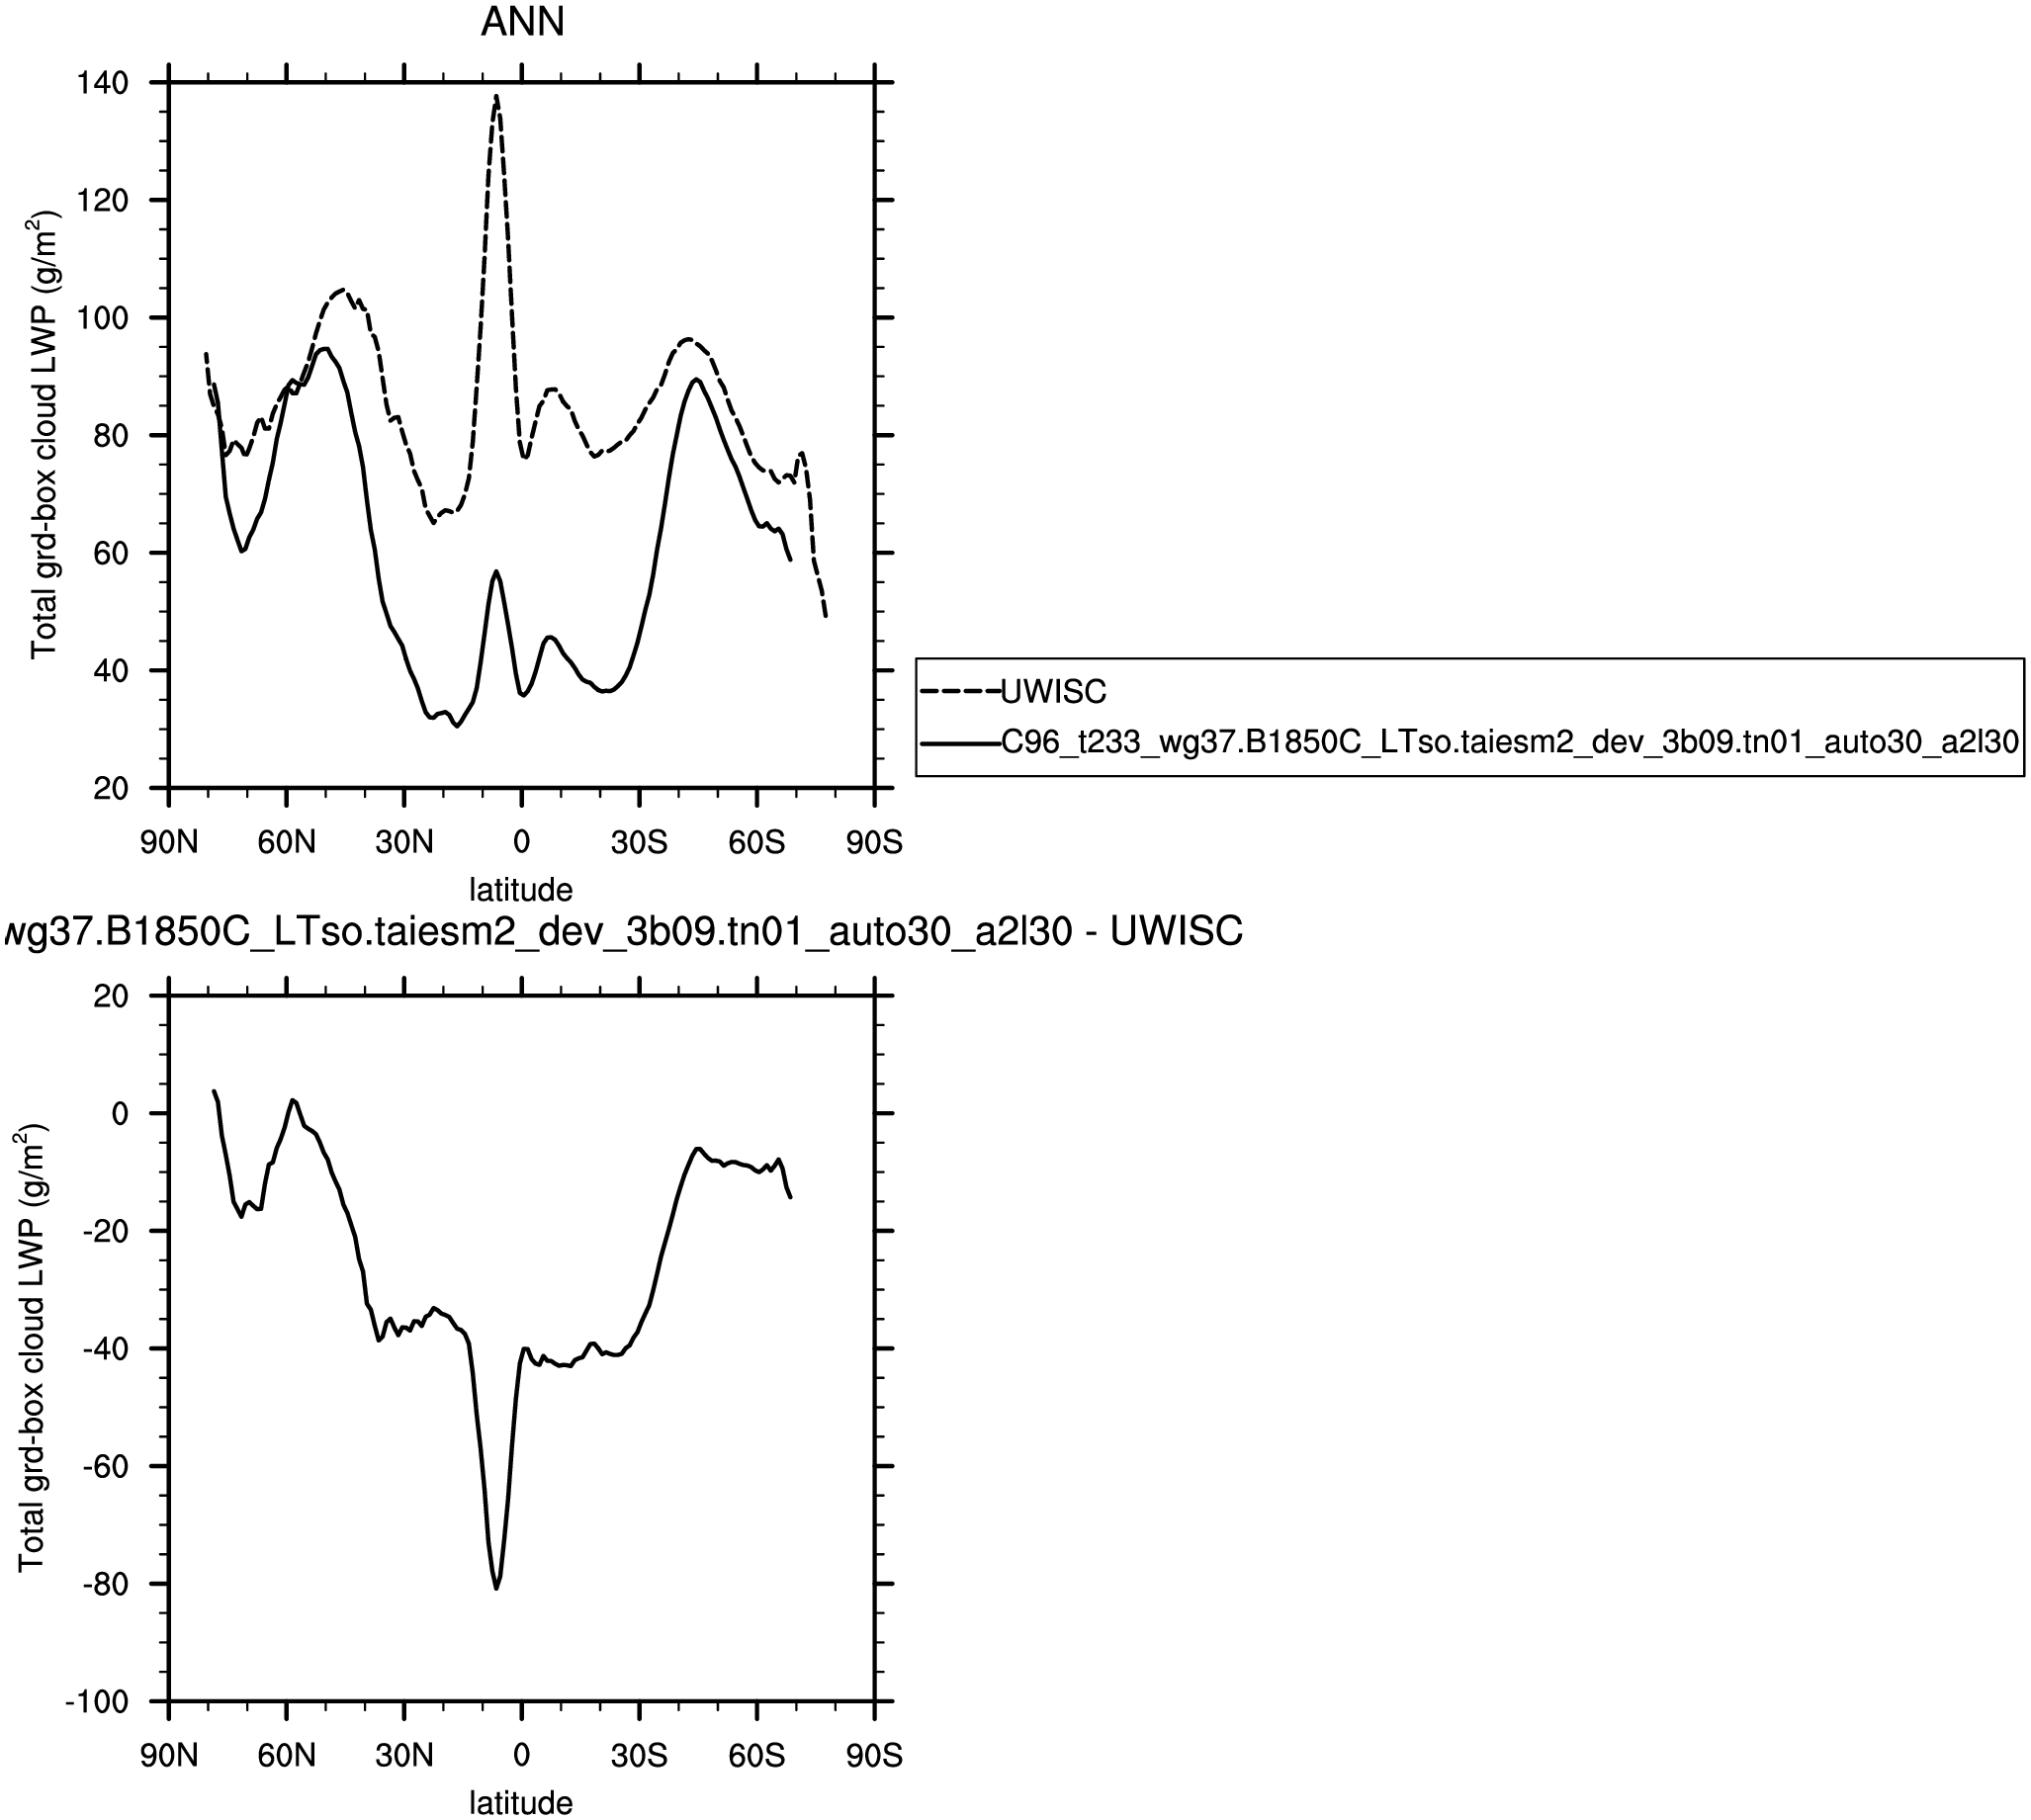 ANN
140
120
100
80
60
40
20
Total grd-box cloud LWP (g/m²)
90N 60N 30N 0 30S 60S 90S
latitude
UWISC
C96_t233_wg37.B1850C_LTso.taiesm2_dev_3b09.tn01_auto30_a2l30
wg37.B1850C_LTso.taiesm2_dev_3b09.tn01_auto30_a2l30 - UWISC
20
0
-20
-40
-60
-80
-100
Total grd-box cloud LWP (g/m²)
90N 60N 30N 0 30S 60S 90S
latitude